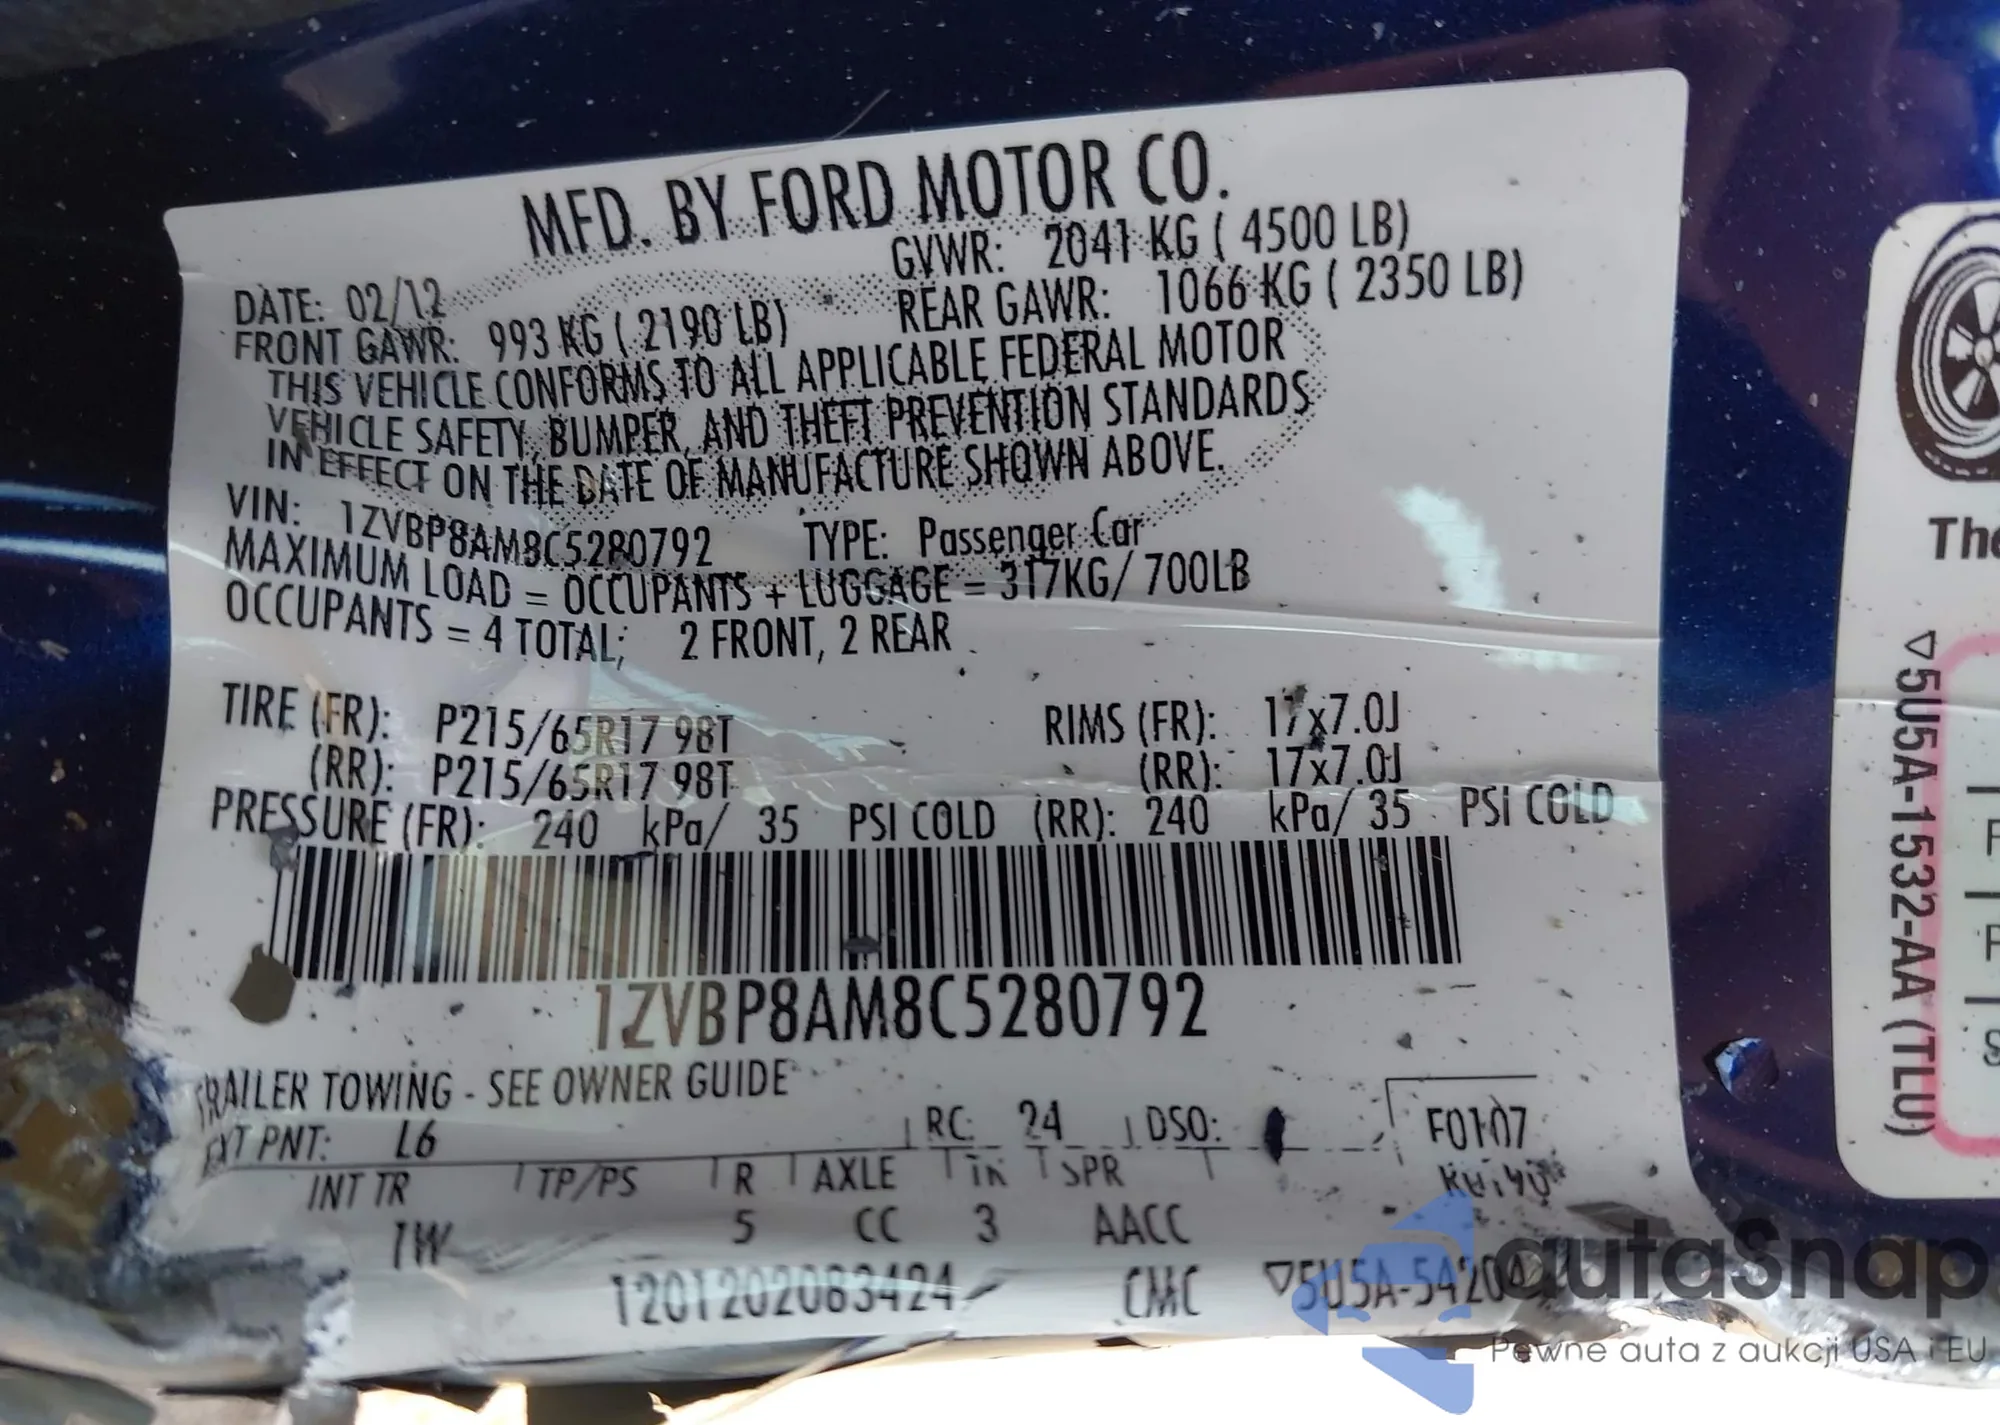 MFD. BY FORD MOTOR CO.
DATE: 02/12
GVWR: 2041 KG ( 4500 LB)
FRONT GAWR: 993 KG ( 2190 LB)
REAR GAWR: 1066 KG ( 2350 LB)
THIS VEHICLE CONFORMS TO ALL APPLICABLE FEDERAL MOTOR
VEHICLE SAFETY, BUMPER, AND THEFT PREVENTION STANDARDS
IN EFFECT ON THE DATE OF MANUFACTURE SHOWN ABOVE.
VIN: 1ZVBP8AM8C5280792 TYPE: Passenger Car
MAXIMUM LOAD = OCCUPANTS + LUGGAGE = 317KG/ 700LB
OCCUPANTS = 4 TOTAL; 2 FRONT, 2 REAR
TIRE (FR): P215/65R17 98T RIMS (FR): 17x7.0J
(RR): P215/65R17 98T (RR): 17x7.0J
PRESSURE (FR): 240 kPa/ 35 PSI COLD (RR): 240 kPa/ 35 PSI COLD
1ZVBP8AM8C5280792
TRAILER TOWING - SEE OWNER GUIDE
EXT PNT: L6 RC: 24 DSO: F0107
INT TR TP/PS R AXLE TR SPR
TW 5 CC 3 AACC
CMC
▽5U5A-1532-AA (TLU)
autaSnap
Pewne auta z aukcji USA i EU